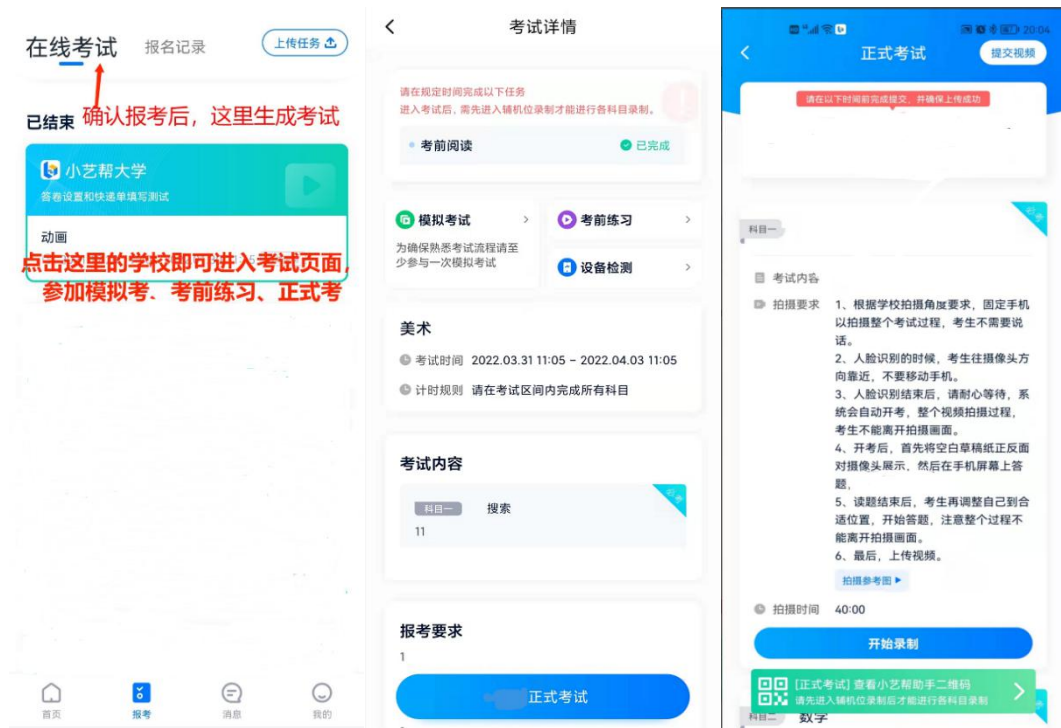 在线考试
报名记录
上传任务
已结束
确认报考后，这里生成考试
小艺帮大学
答卷设置和快递单填写测试
动画
点击这里的学校即可进入考试页面，
参加模拟考、考前练习、正式考
首页
报考
消息
我的
考试详情
请在规定时间完成以下任务
进入考试后，需先进入辅机位录制才能进行各科目录制。
考前阅读
已完成
模拟考试
为确保熟悉考试流程请至
少参与一次模拟考试
考前练习
设备检测
美术
考试时间 2022.03.31 11:05 - 2022.04.03 11:05
计时规则 请在考试区间内完成所有科目
考试内容
科目一 搜索
必考
11
报考要求
1
正式考试
20:04
正式考试
提交视频
请在以下时间前完成提交，并确保上传成功
必考
科目一
考试内容
拍摄要求 1、根据学校拍摄角度要求，固定手机
以拍摄整个考试过程，考生不需要说
话。
2、人脸识别的时候，考生往摄像头方
向靠近，不要移动手机。
3、人脸识别结束后，请耐心等待，系
统会自动开考，整个视频拍摄过程，
考生不能离开拍摄画面。
4、开考后，首先将空白草稿纸正反面
对摄像头展示，然后在手机屏幕上答
题，
5、读题结束后，考生再调整自己到合
适位置，开始答题，注意整个过程不
能离开拍摄画面。
6、最后，上传视频。
拍摄参考图
拍摄时间 40:00
开始录制
[正式考试] 查看小艺帮助手二维码
请先进入辅机位录制后才能进行各科目录制
科目二 数学